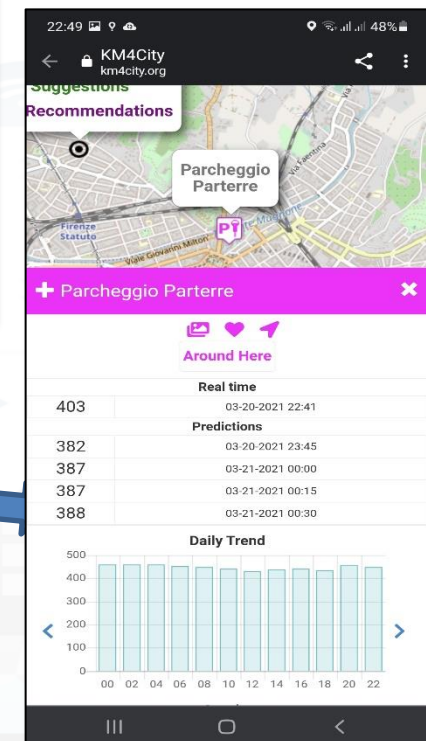 22:49 48%
KM4City
km4city.org
Suggestions
Recommendations
Parcheggio
Parterre
Via Faentina
Firenze
Statuto
Viale Giovanni Milton
Mugnone
P
+ Parcheggio Parterre ×
Around Here
Real time
403 03-20-2021 22:41
Predictions
382 03-20-2021 23:45
387 03-21-2021 00:00
387 03-21-2021 00:15
388 03-21-2021 00:30
Daily Trend
500
400
300
200
100
0
00 02 04 06 08 10 12 14 16 18 20 22